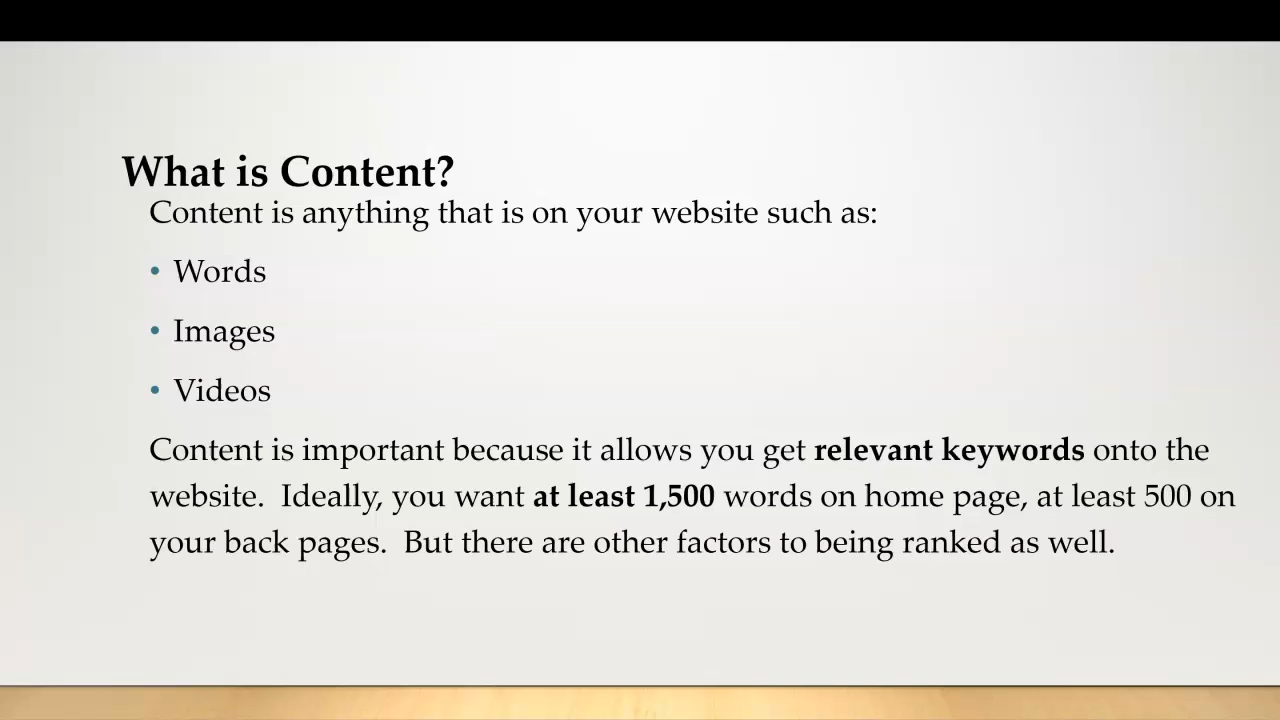 What is Content?
Content is anything that is on your website such as:
• Words
• Images
• Videos
Content is important because it allows you get relevant keywords onto the
website.  Ideally, you want at least 1,500 words on home page, at least 500 on
your back pages.  But there are other factors to being ranked as well.